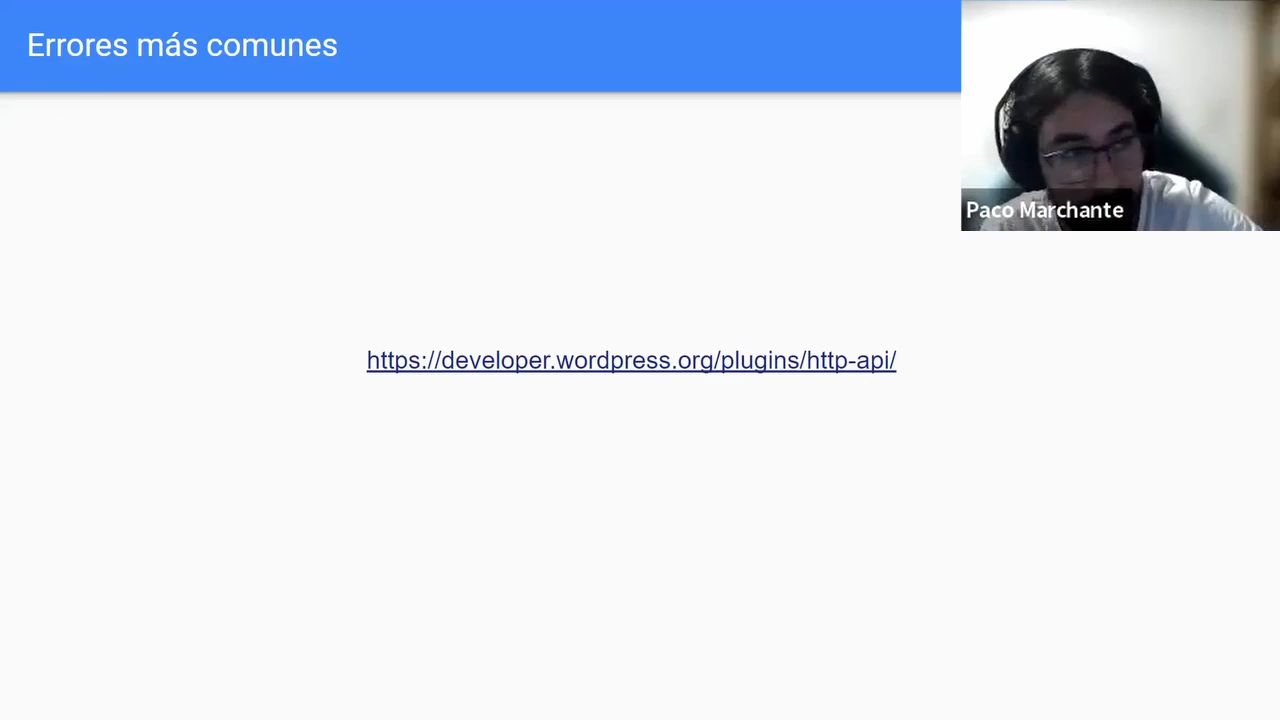 Errores más comunes
Paco Marchante
https://developer.wordpress.org/plugins/http-api/